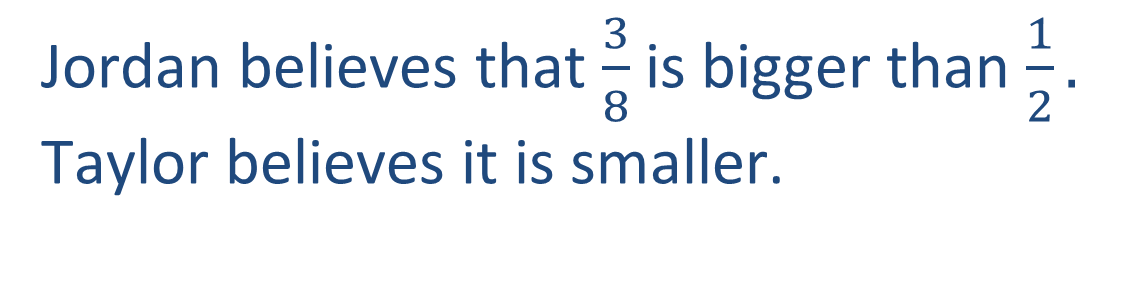 Jordan believes that 3/8 is bigger than 1/2.
Taylor believes it is smaller.